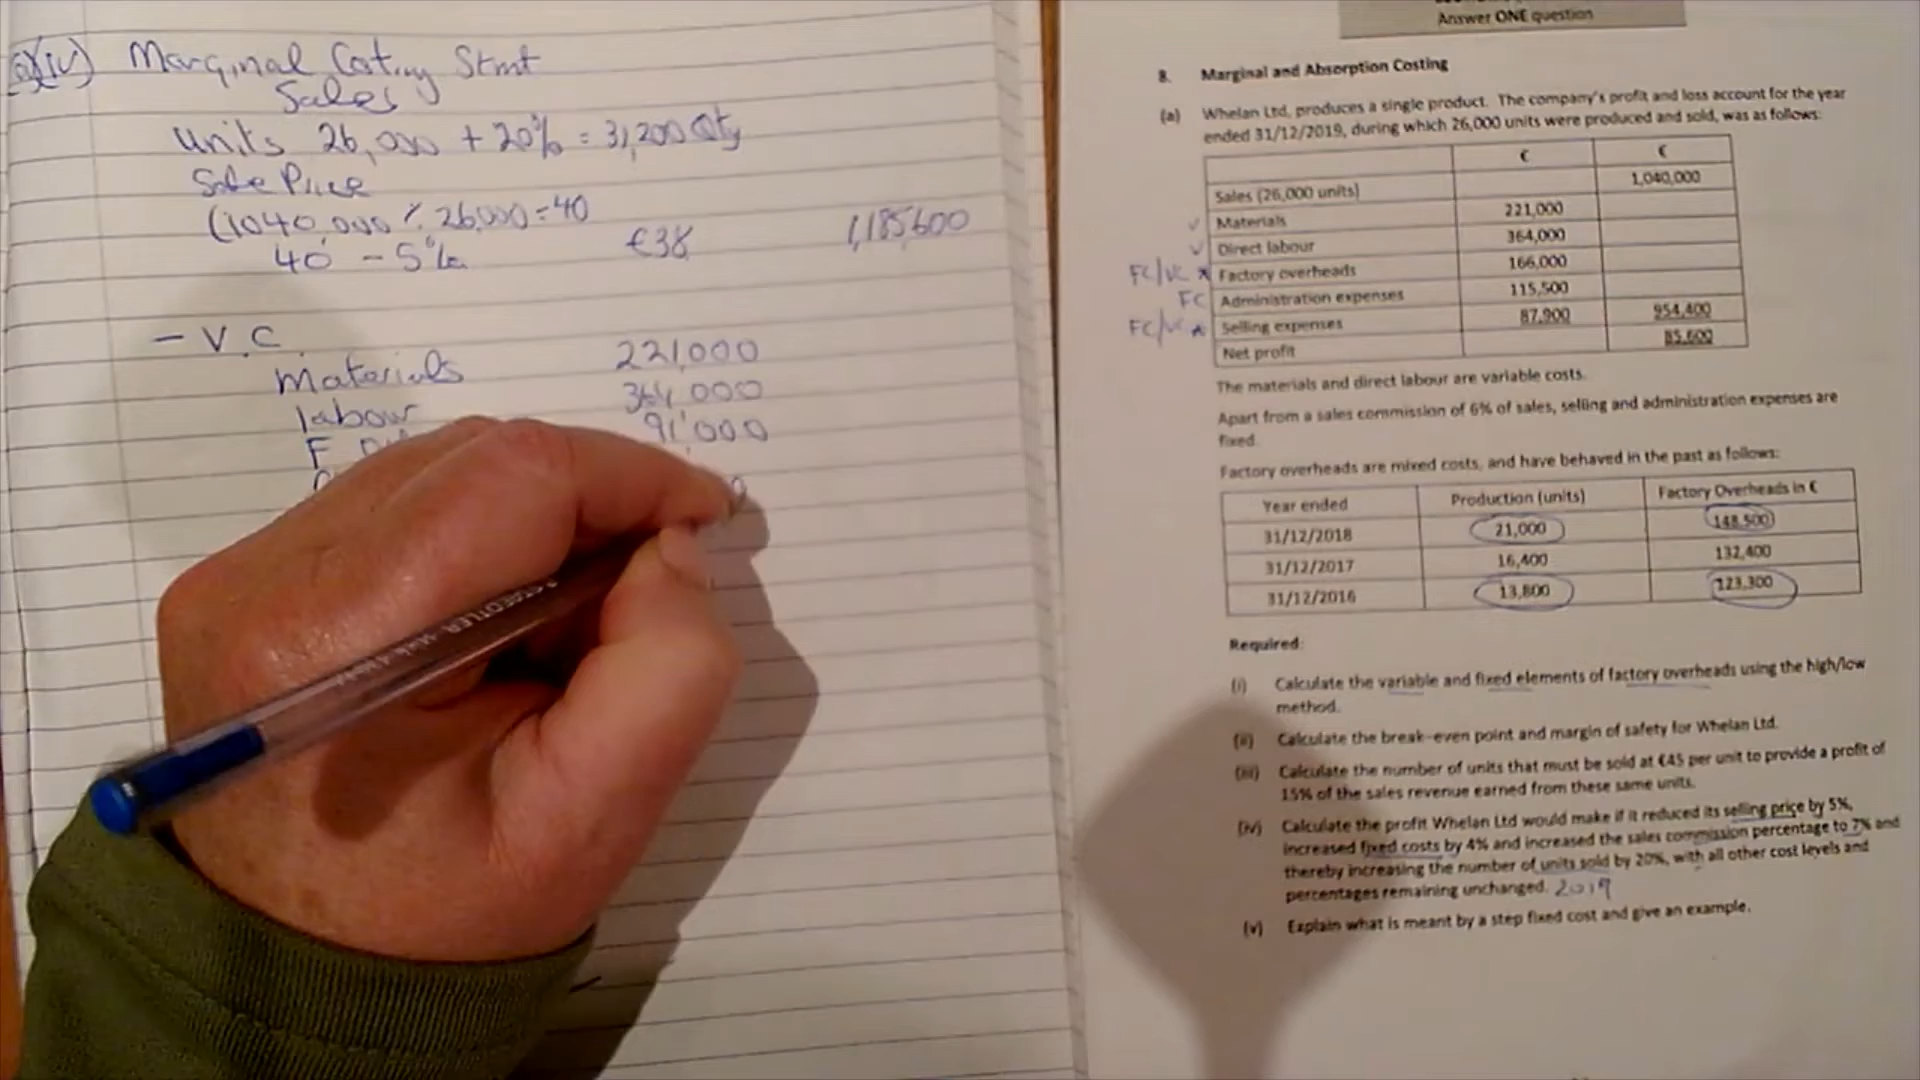 (a)(iv) Marginal Costing Stmt
Sales
Units 26,000 + 20% = 31,200 Qty
Sale Price
(1040,000 ÷ 26,000 = 40
40 - 5% €38 1,185,600
- V.C.
Materials 221,000
labour 364,000
F 91,000
Answer ONE question
8. Marginal and Absorption Costing
(a) Whelan Ltd, produces a single product. The company's profit and loss account for the year
ended 31/12/2019, during which 26,000 units were produced and sold, was as follows:
€ €
Sales (26,000 units) 1,040,000
Materials 221,000
Direct labour 364,000
FC/VC Factory overheads 166,000
FC Administration expenses 115,500
FC/VC Selling expenses 87,900 954,400
Net profit 85,600
The materials and direct labour are variable costs.
Apart from a sales commission of 6% of sales, selling and administration expenses are
fixed.
Factory overheads are mixed costs, and have behaved in the past as follows:
Year ended Production (units) Factory Overheads in €
31/12/2018 21,000 148,500
31/12/2017 16,400 132,400
31/12/2016 13,800 123,300
Required:
(i) Calculate the variable and fixed elements of factory overheads using the high/low
method.
(ii) Calculate the break-even point and margin of safety for Whelan Ltd.
(iii) Calculate the number of units that must be sold at €45 per unit to provide a profit of
15% of the sales revenue earned from these same units.
(iv) Calculate the profit Whelan Ltd would make if it reduced its selling price by 5%,
increased fixed costs by 4% and increased the sales commission percentage to 7% and
thereby increasing the number of units sold by 20%, with all other cost levels and
percentages remaining unchanged. 2019
(v) Explain what is meant by a step fixed cost and give an example.